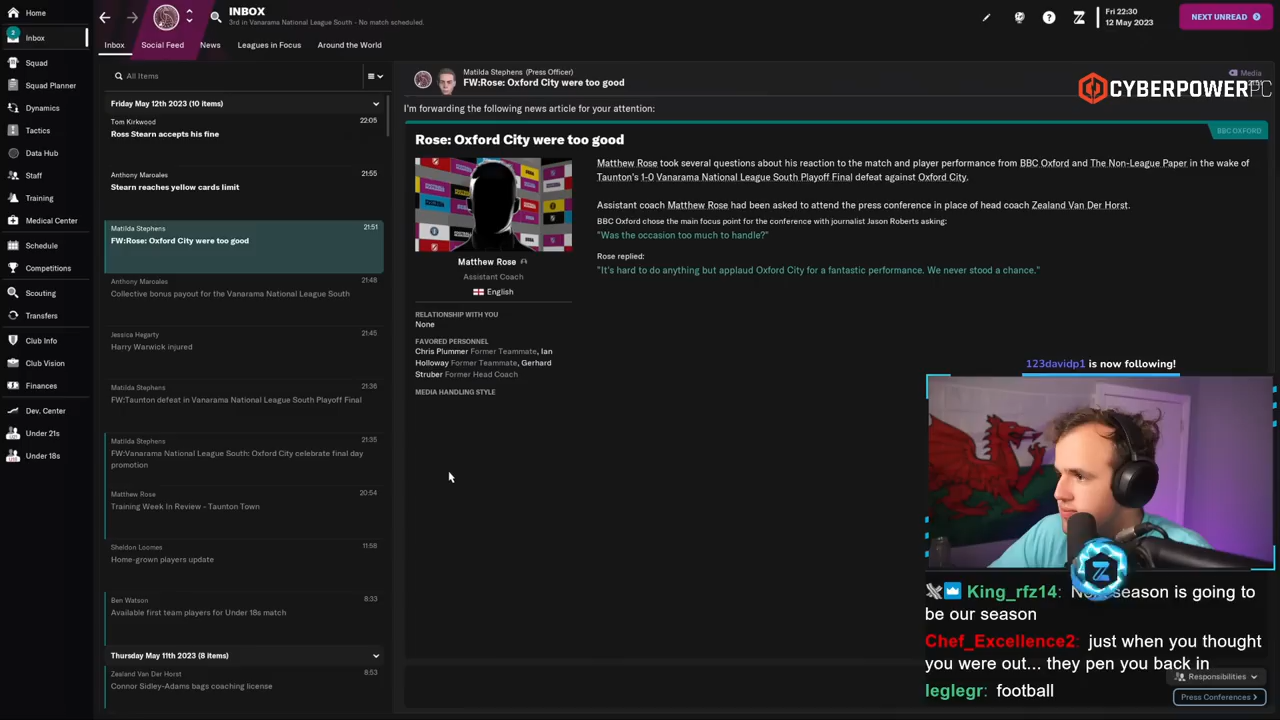 Home
2
Inbox
Squad
Squad Planner
Dynamics
Tactics
Data Hub
Staff
Training
Medical Center
Schedule
Competitions
Scouting
Transfers
Club Info
Club Vision
Finances
Dev. Center
Under 21s
Under 18s
INBOX
3rd in Vanarama National League South - No match scheduled.
Fri 22:30
12 May 2023
NEXT UNREAD
Inbox
Social Feed
News
Leagues in Focus
Around the World
All Items
Friday May 12th 2023 (10 items)
Tom Kirkwood
22:05
Ross Stearn accepts his fine
Anthony Marcales
21:55
Stearn reaches yellow cards limit
Matilda Stephens
21:51
FW:Rose: Oxford City were too good
Anthony Marcales
21:48
Collective bonus payout for the Vanarama National League South
Jessica Hegarty
21:45
Harry Warwick injured
Matilda Stephens
21:36
FW:Taunton defeat in Vanarama National League South Playoff Final
Matilda Stephens
21:35
FW:Vanarama National League South: Oxford City celebrate final day
promotion
Matthew Rose
20:54
Training Week In Review - Taunton Town
Sheldon Loomes
11:58
Home-grown players update
Ben Watson
8:33
Available first team players for Under 18s match
Thursday May 11th 2023 (8 items)
Zealand Van Der Horst
8:53
Connor Sidley-Adams bags coaching license
Matilda Stephens (Press Officer)
FW:Rose: Oxford City were too good
Media
CYBERPOWERPC
I'm forwarding the following news article for your attention:
Rose: Oxford City were too good
BBC OXFORD
Matthew Rose took several questions about his reaction to the match and player performance from BBC Oxford and The Non-League Paper in the wake of
Taunton's 1-0 Vanarama National League South Playoff Final defeat against Oxford City.
Assistant coach Matthew Rose had been asked to attend the press conference in place of head coach Zealand Van Der Horst.
BBC Oxford chose the main focus point for the conference with journalist Jason Roberts asking:
"Was the occasion too much to handle?"
Rose replied:
"It's hard to do anything but applaud Oxford City for a fantastic performance. We never stood a chance."
Matthew Rose
Assistant Coach
English
RELATIONSHIP WITH YOU
None
FAVORED PERSONNEL
Chris Plummer Former Teammate, Ian
Holloway Former Teammate, Gerhard
Struber Former Head Coach
MEDIA HANDLING STYLE
123davidp1 is now following!
King_rfz14: season is going to
be our season
Chef_Excellence2: just when you thought
you were out... they pen you back in
leglegr: football
Responsibilities
Press Conferences >